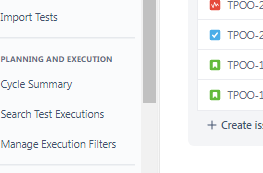 Import Tests
PLANNING AND EXECUTION
Cycle Summary
Search Test Executions
Manage Execution Filters
TPOO-2
TPOO-2
TPOO-1
TPOO-1
+ Create